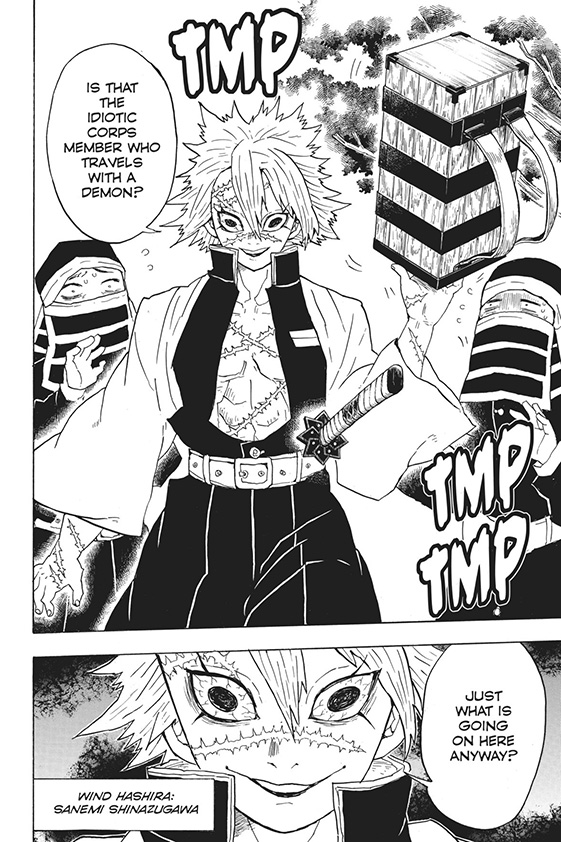 TMP
IS THAT
THE
IDIOTIC
CORPS
MEMBER WHO
TRAVELS
WITH A
DEMON?
TMP
TMP
JUST
WHAT IS
GOING
ON HERE
ANYWAY?
WIND HASHIRA:
SANEMI SHINAZUGAWA